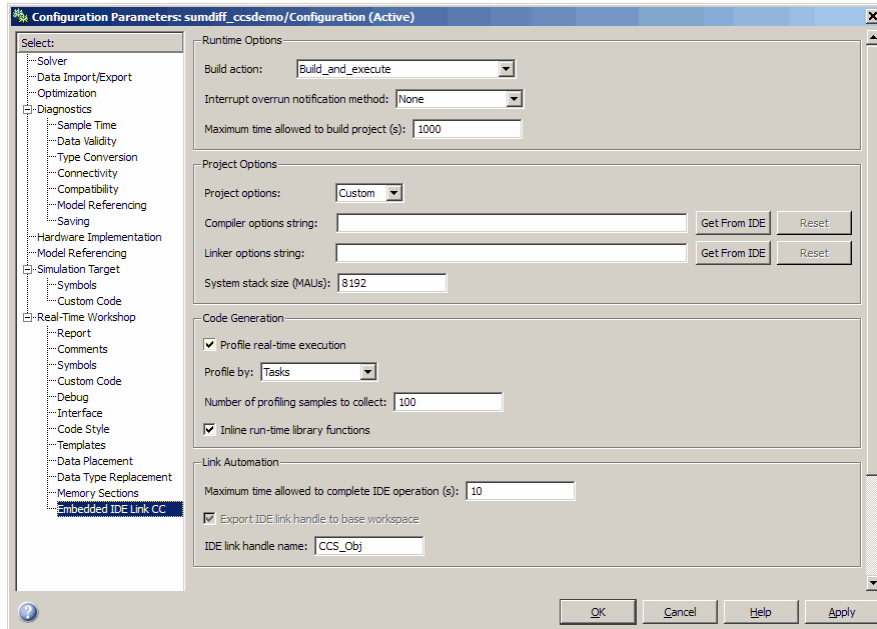 Configuration Parameters: sumdiff_ccsdemo/Configuration (Active)
Select:
Solver
Data Import/Export
Optimization
Diagnostics
Sample Time
Data Validity
Type Conversion
Connectivity
Compatibility
Model Referencing
Saving
Hardware Implementation
Model Referencing
Simulation Target
Symbols
Custom Code
Real-Time Workshop
Report
Comments
Symbols
Custom Code
Debug
Interface
Code Style
Templates
Data Placement
Data Type Replacement
Memory Sections
Embedded IDE Link CC
Runtime Options
Build action: Build_and_execute
Interrupt overrun notification method: None
Maximum time allowed to build project (s): 1000
Project Options
Project options: Custom
Compiler options string: Get From IDE Reset
Linker options string: Get From IDE Reset
System stack size (MAUs): 8192
Code Generation
Profile real-time execution
Profile by: Tasks
Number of profiling samples to collect: 100
Inline run-time library functions
Link Automation
Maximum time allowed to complete IDE operation (s): 10
Export IDE link handle to base workspace
IDE link handle name: CCS_Obj
OK Cancel Help Apply